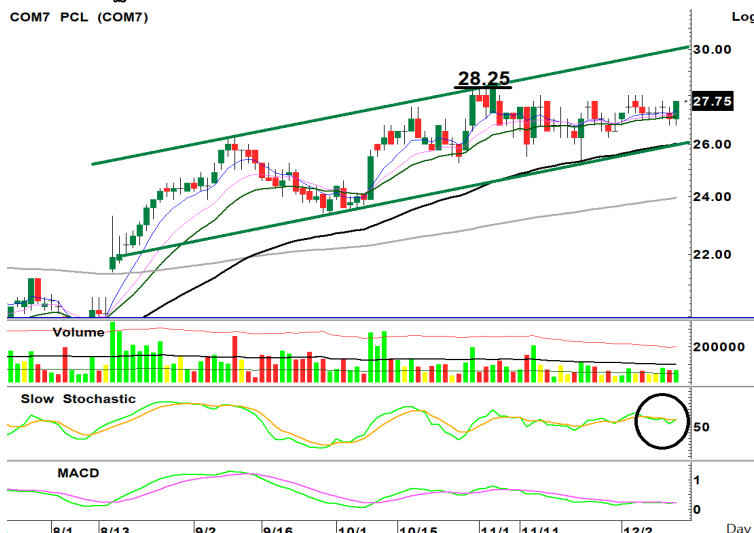 COM7 PCL (COM7)
Log
30.00
28.25
27.75
26.00
24.00
22.00
Volume
200000
Slow Stochastic
50
MACD
1
0
8/1 8/13 9/2 9/16 10/1 10/15 11/1 11/11 12/2 Day